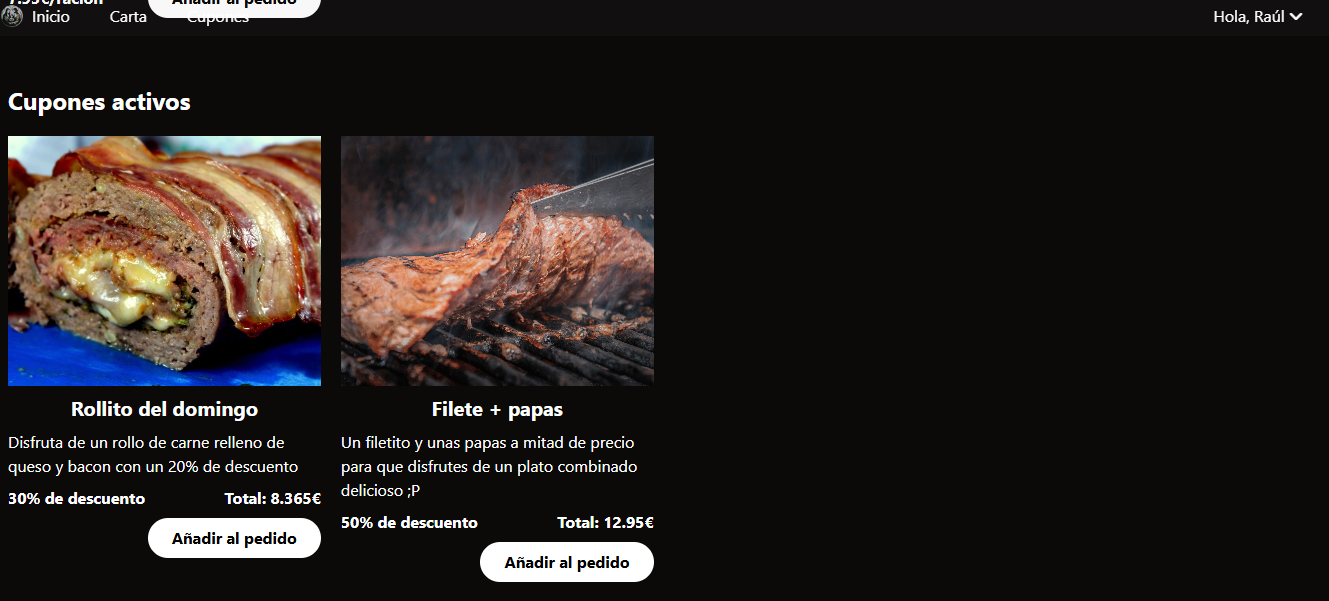 7.95€/ración Añadir al pedido
Inicio Carta Cupones Hola, Raúl
Cupones activos
Rollito del domingo
Disfruta de un rollo de carne relleno de
queso y bacon con un 20% de descuento
30% de descuento Total: 8.365€
Añadir al pedido
Filete + papas
Un filetito y unas papas a mitad de precio
para que disfrutes de un plato combinado
delicioso ;P
50% de descuento Total: 12.95€
Añadir al pedido